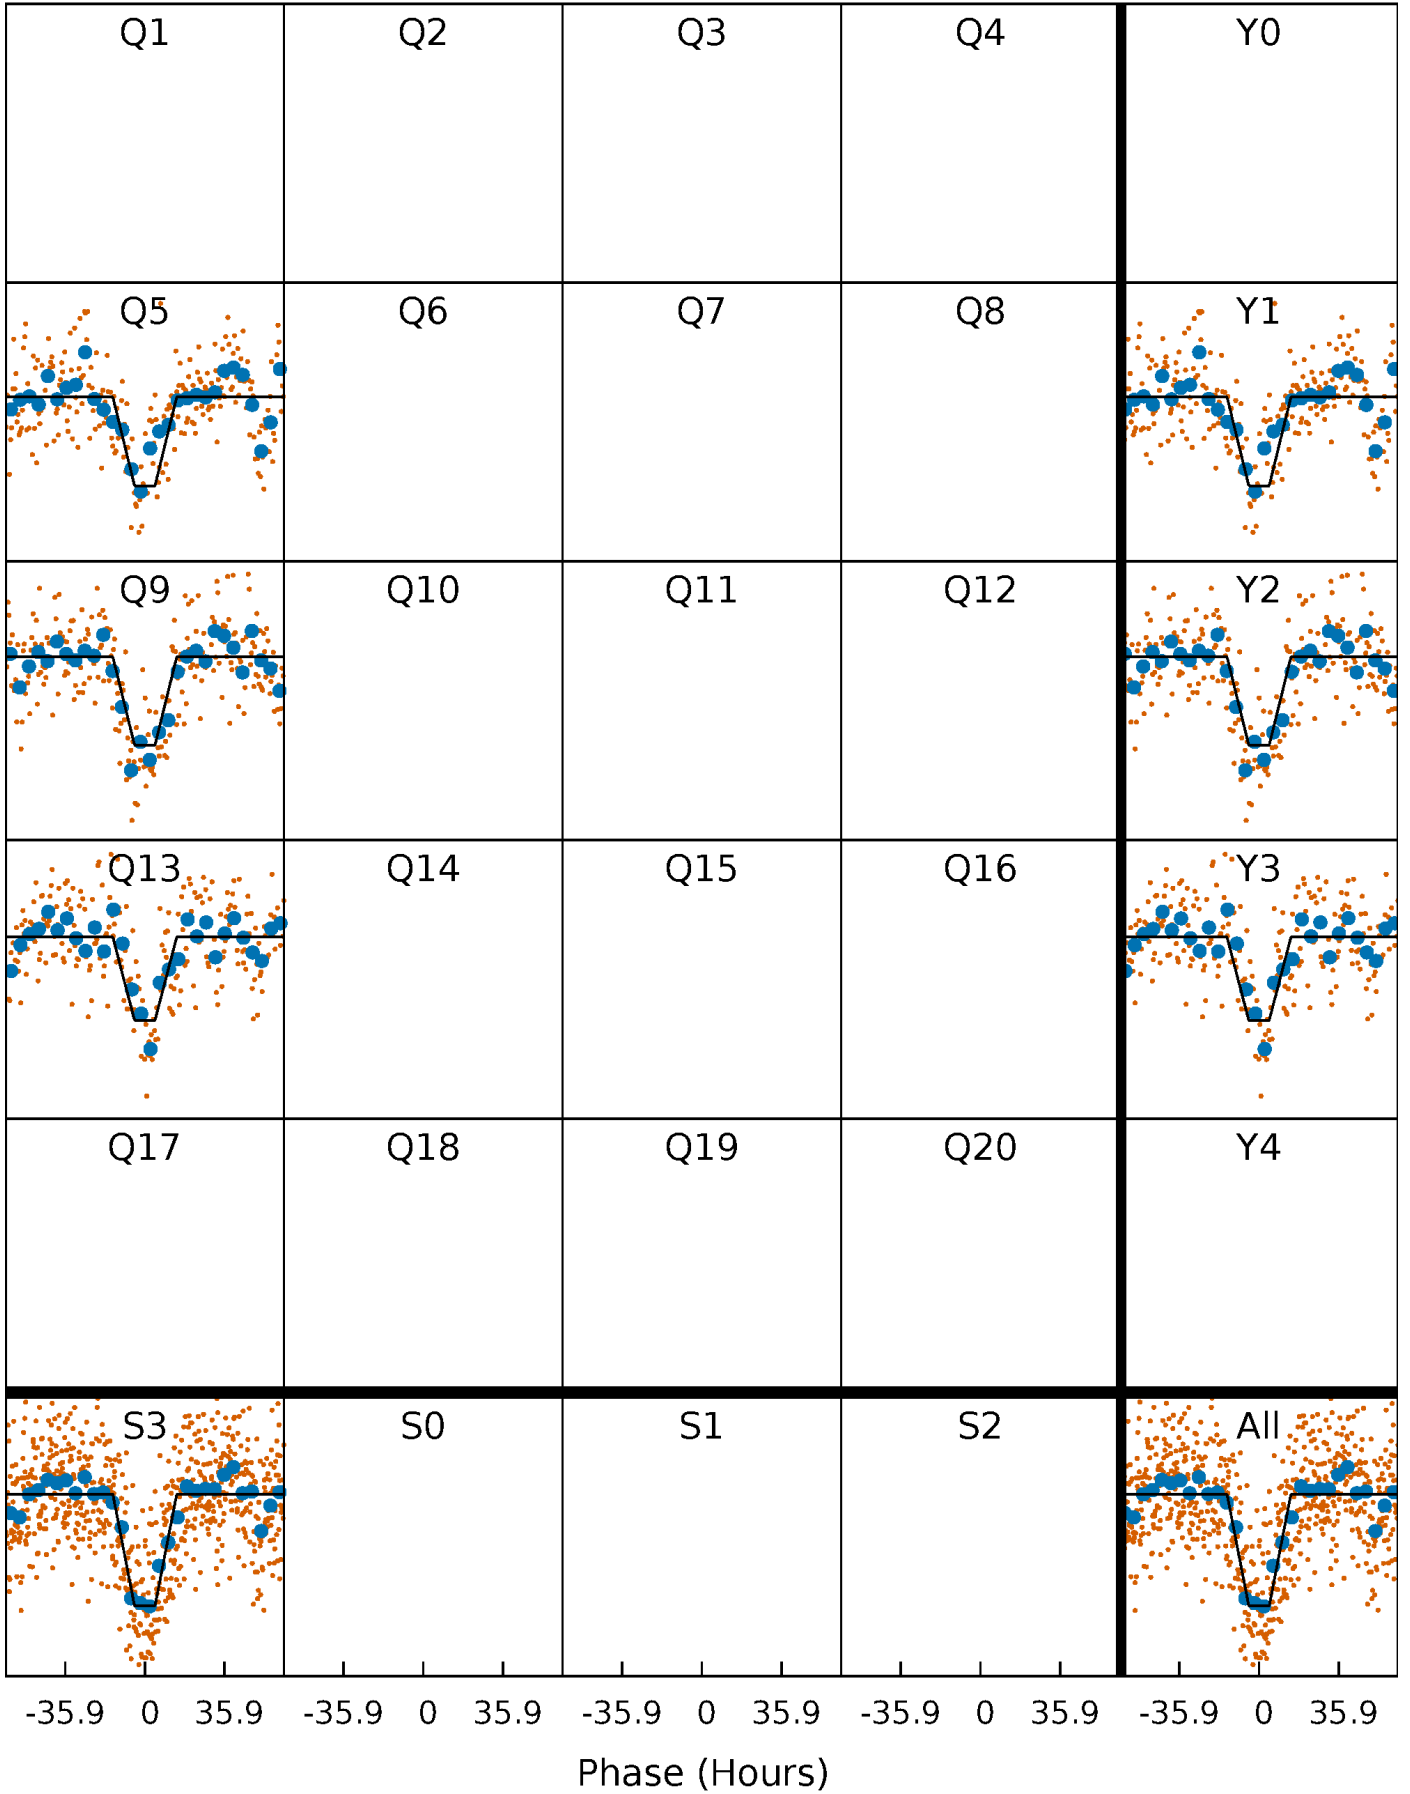 Q1 Q2 Q3 Q4 Y0
Q5 Q6 Q7 Q8 Y1
Q9 Q10 Q11 Q12 Y2
Q13 Q14 Q15 Q16 Y3
Q17 Q18 Q19 Q20 Y4
S3 S0 S1 S2 All
-35.9 0 35.9 -35.9 0 35.9 -35.9 0 35.9 -35.9 0 35.9 -35.9 0 35.9
Phase (Hours)